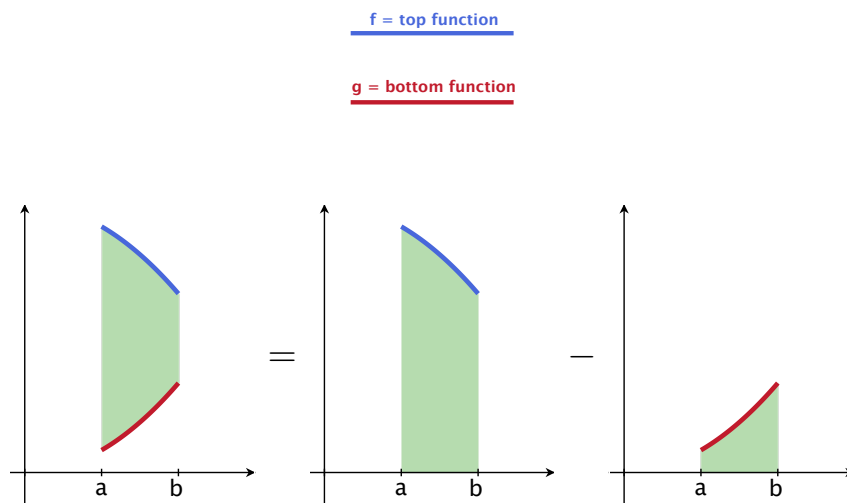 f = top function
g = bottom function
= −
a b a b a b